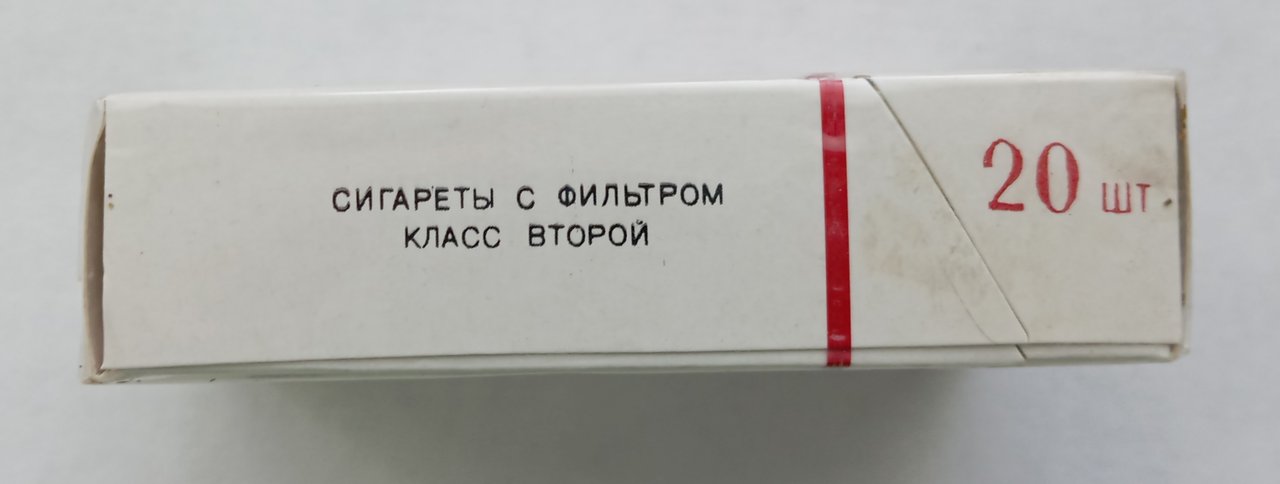 СИГАРЕТЫ С ФИЛЬТРОМ
КЛАСС ВТОРОЙ
20 ШТ